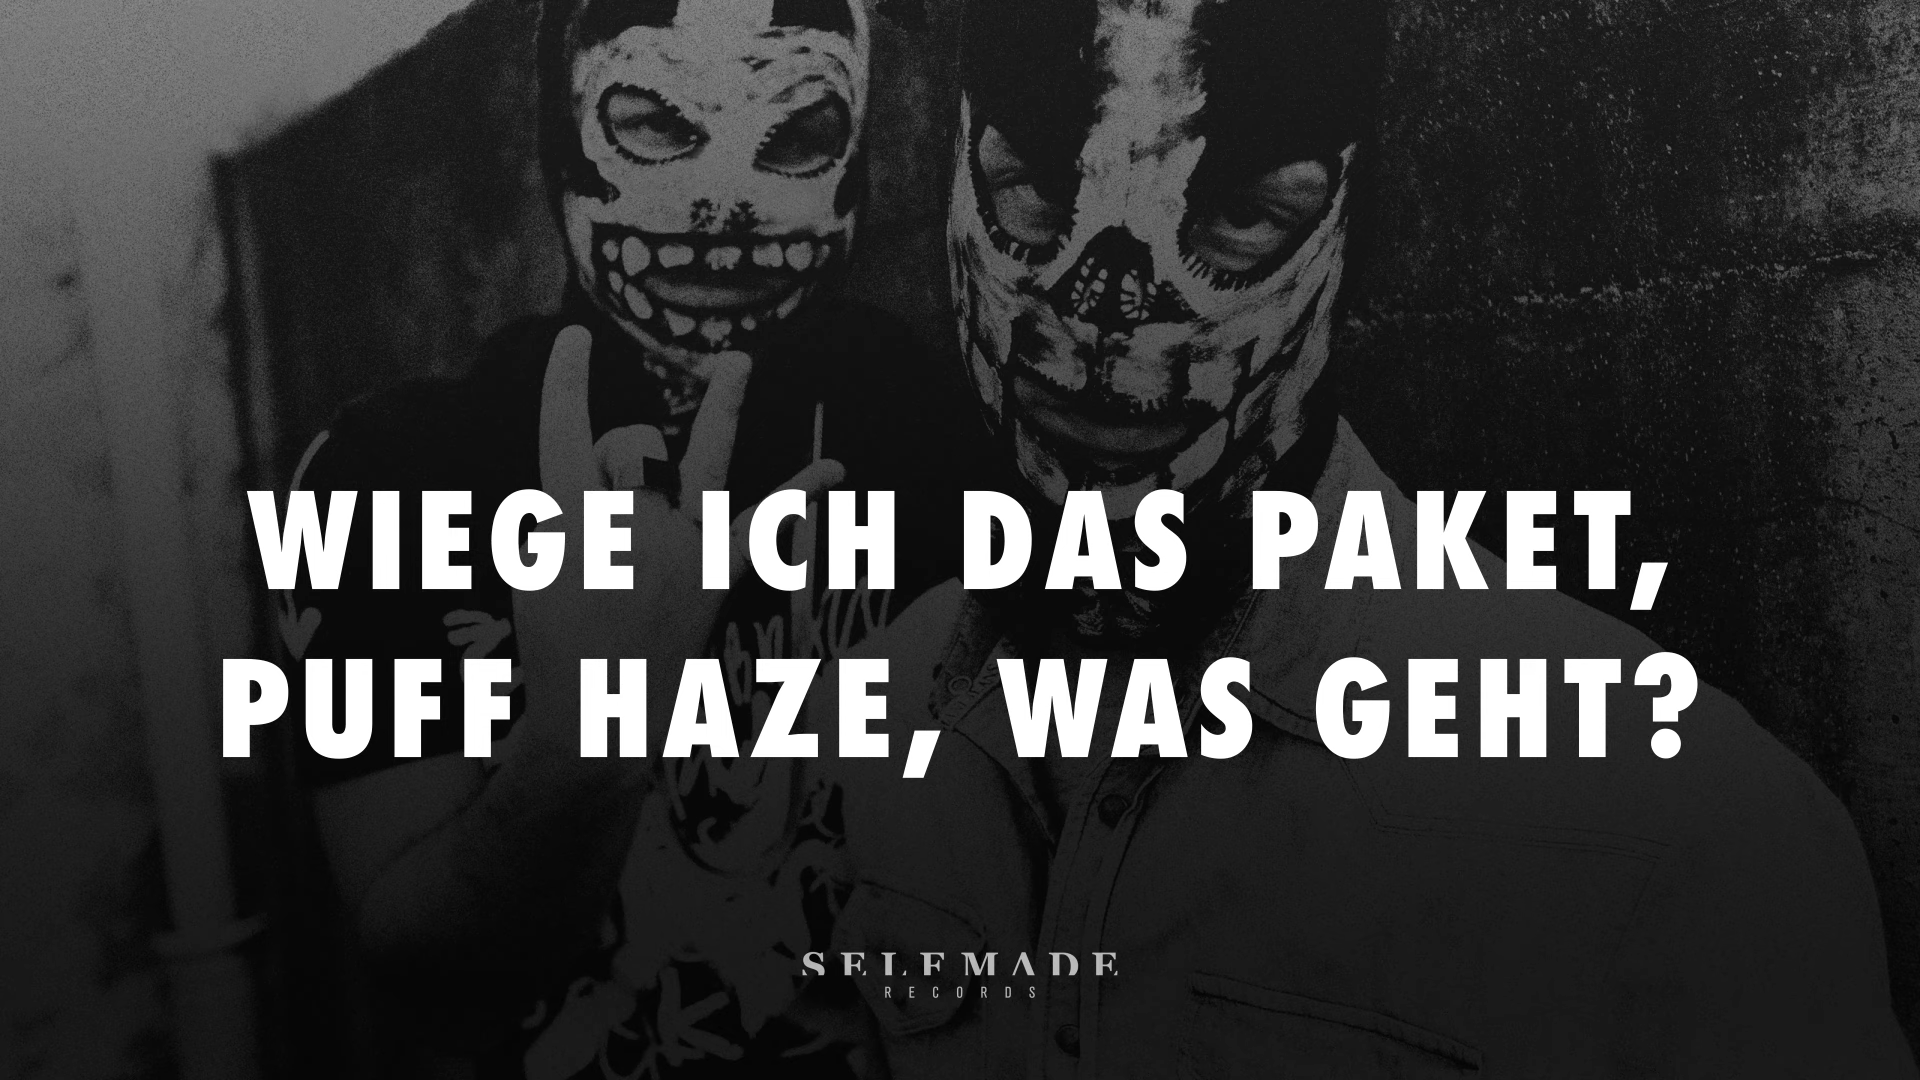 WIEGE ICH DAS PAKET,
PUFF HAZE, WAS GEHT?
SELFMADE
RECORDS